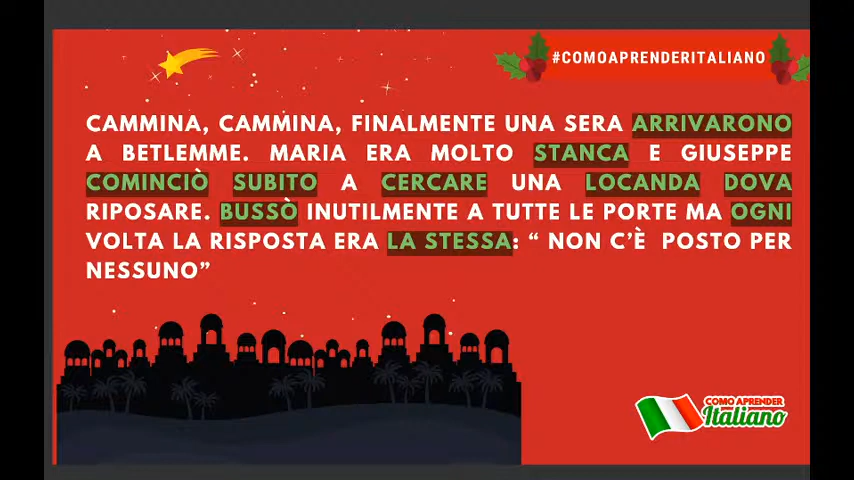 #COMOAPRENDERITALIANO
CAMMINA, CAMMINA, FINALMENTE UNA SERA ARRIVARONO
A BETLEMME. MARIA ERA MOLTO STANCA E GIUSEPPE
COMINCIÒ SUBITO A CERCARE UNA LOCANDA DOVA
RIPOSARE. BUSSÒ INUTILMENTE A TUTTE LE PORTE MA OGNI
VOLTA LA RISPOSTA ERA LA STESSA: “ NON C’È POSTO PER
NESSUNO”
COMO APRENDER
Italiano